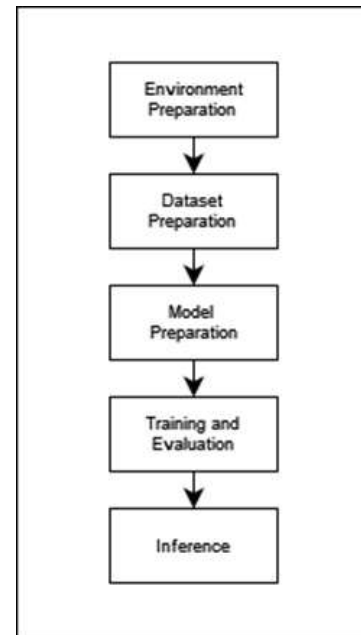 Environment
Preparation
Dataset
Preparation
Model
Preparation
Training and
Evaluation
Inference